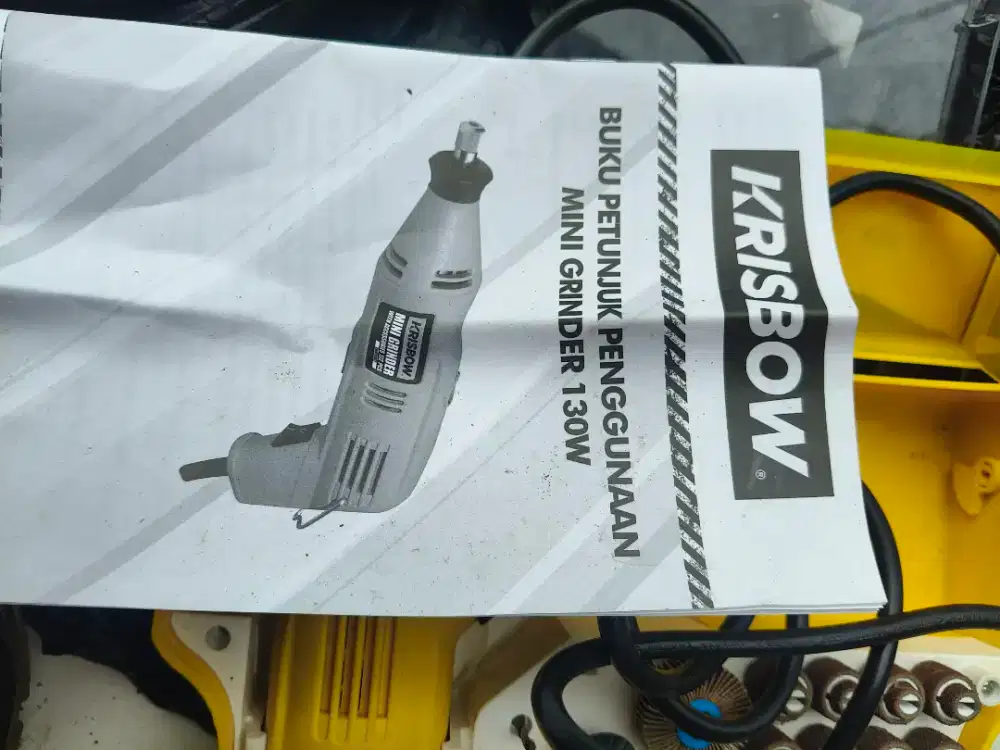 KRISBOW®
BUKU PETUNJUK PENGGUNAAN
MINI GRINDER 130W
KRISBOW
MINI GRINDER